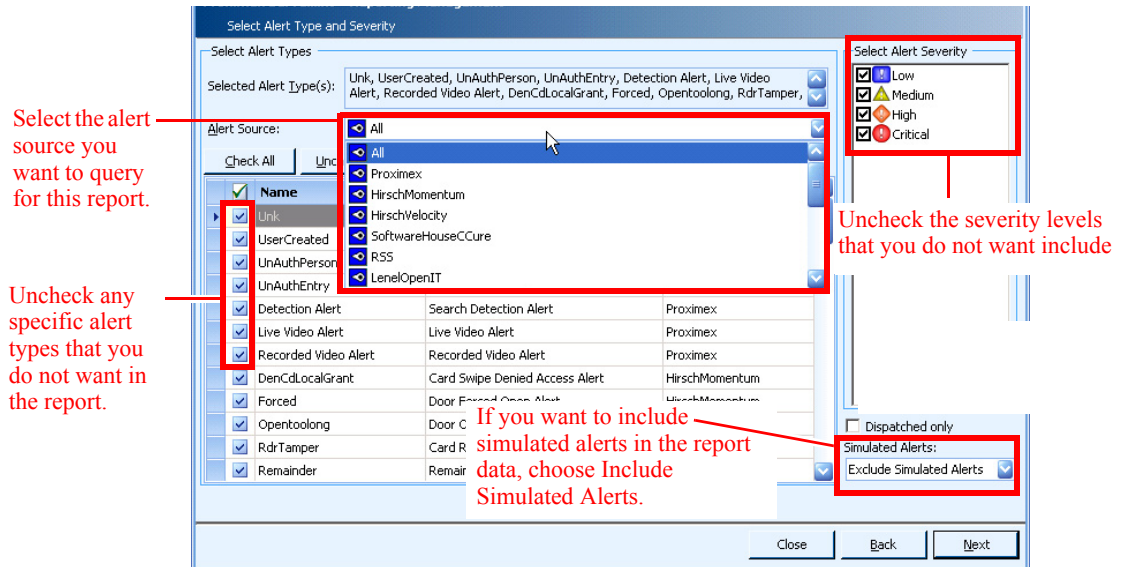 Select Alert Type and Severity
Select Alert Types
Selected Alert Type(s):
Unk, UserCreated, UnAuthPerson, UnAuthEntry, Detection Alert, Live Video
Alert, Recorded Video Alert, DenCdLocalGrant, Forced, Opentoolong, RdrTamper,
Select Alert Severity
Low
Medium
High
Critical
Select the alert
source you
want to query
for this report.
Alert Source:
All
Check All
Unc
All
Proximex
HirschMomentum
HirschVelocity
SoftwareHouseCCure
RSS
LenelOpenIT
Name
Unk
UserCreated
UnAuthPerson
UnAuthEntry
Detection Alert Search Detection Alert Proximex
Live Video Alert Live Video Alert Proximex
Recorded Video Alert Recorded Video Alert Proximex
DenCdLocalGrant Card Swipe Denied Access Alert HirschMomentum
Forced Door Forced Open Alert HirschMomentum
Opentoolong Door O
RdrTamper Card R
Remainder Remain
Uncheck the severity levels
that you do not want include
Uncheck any
specific alert
types that you
do not want in
the report.
If you want to include
simulated alerts in the report
data, choose Include
Simulated Alerts.
Dispatched only
Simulated Alerts:
Exclude Simulated Alerts
Close
Back
Next